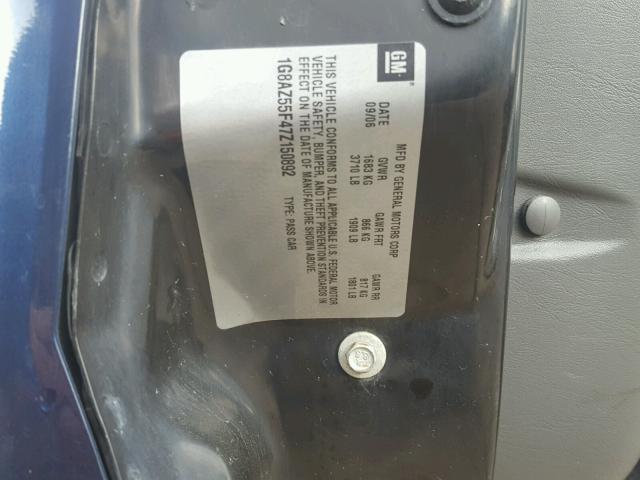 GM
MFD BY GENERAL MOTORS CORP
DATE GVWR GAWR FRT GAWR RR
09/06 1683 KG 866 KG 817 KG
3710 LB 1909 LB 1801 LB
THIS VEHICLE CONFORMS TO ALL APPLICABLE U.S. FEDERAL MOTOR
VEHICLE SAFETY, BUMPER, AND THEFT PREVENTION STANDARDS IN
EFFECT ON THE DATE OF MANUFACTURE SHOWN ABOVE.
1G8AZ55F47Z150892 TYPE: PASS CAR